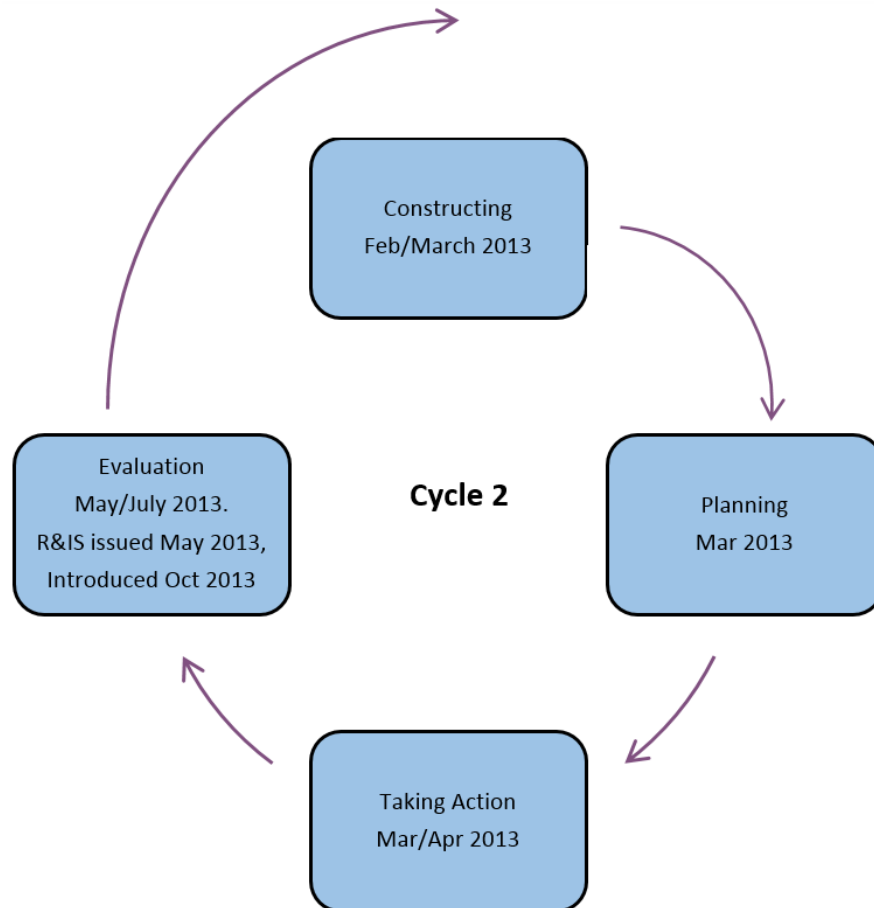 Constructing
Feb/March 2013
Evaluation
May/July 2013.
R&IS issued May 2013,
Introduced Oct 2013
Cycle 2
Planning
Mar 2013
Taking Action
Mar/Apr 2013